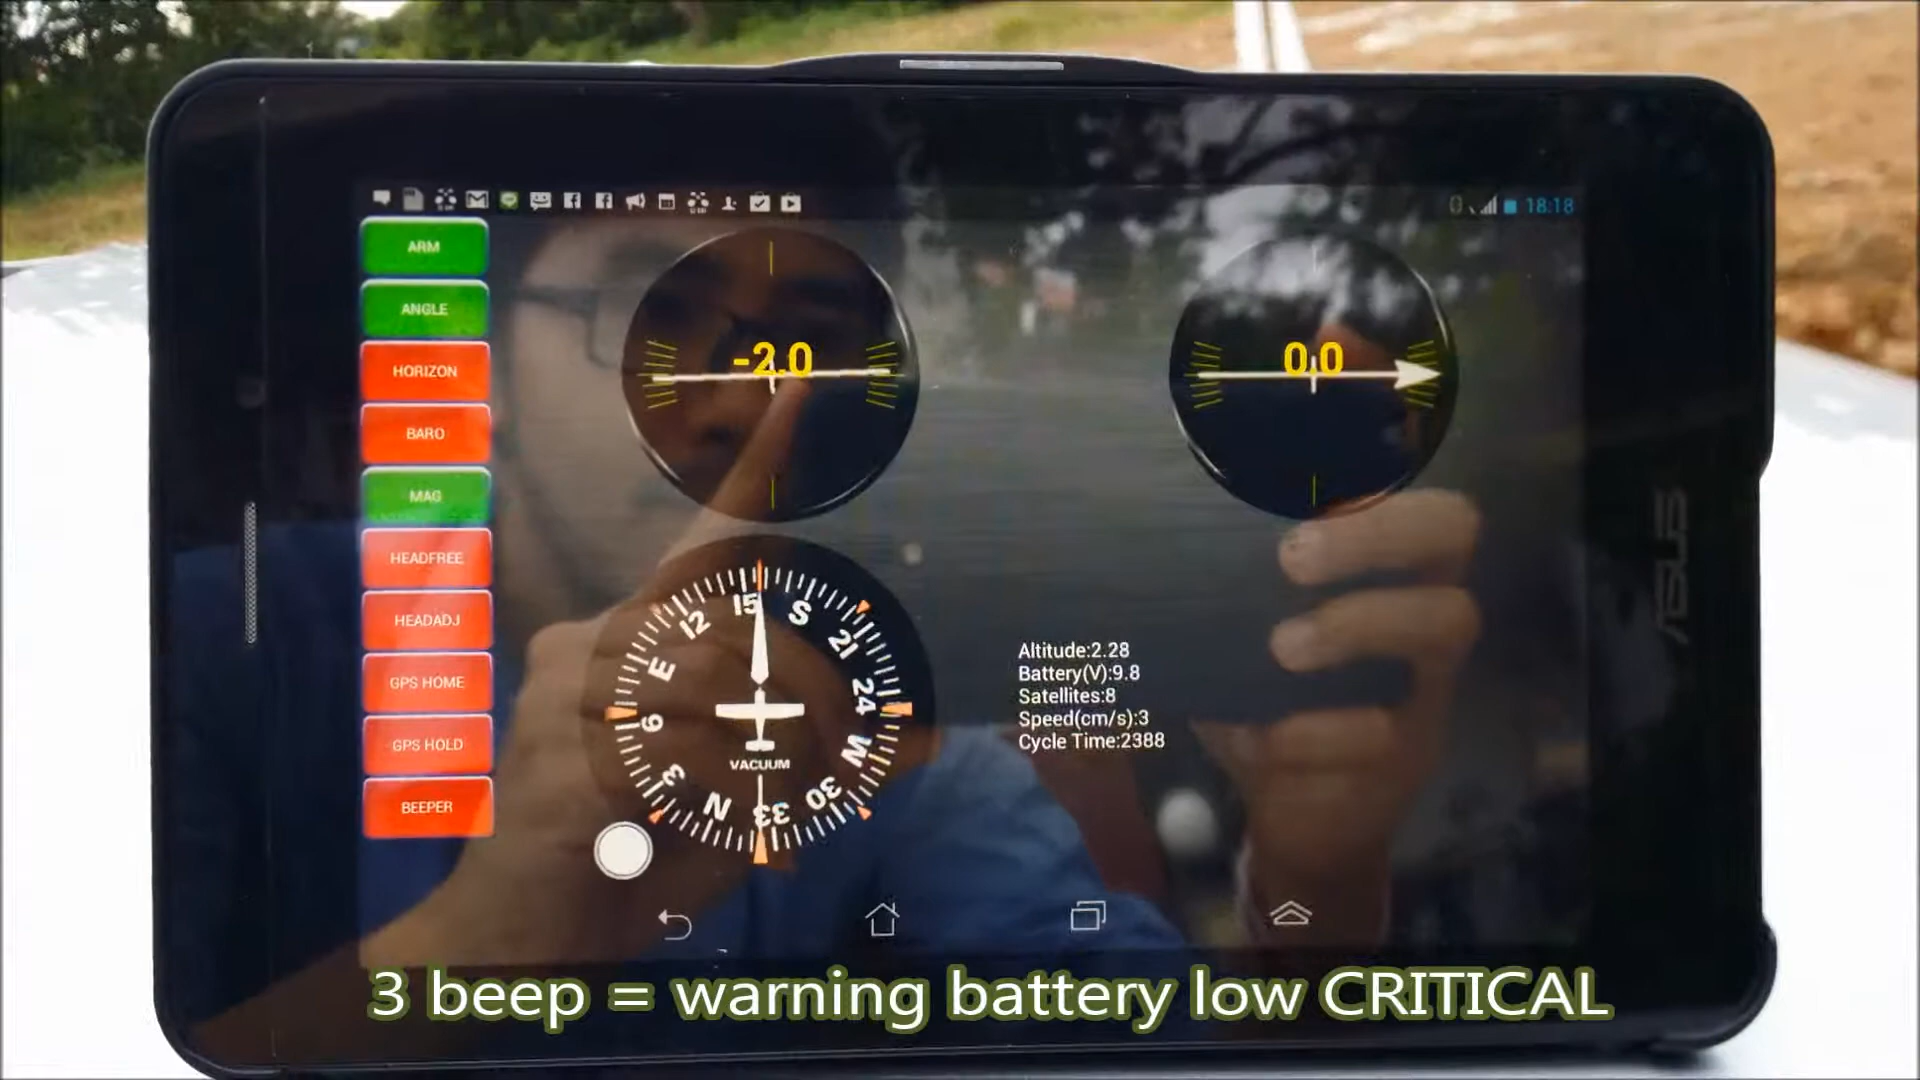 18:18
ARM
ANGLE
HORIZON
BARO
MAG
HEADFREE
HEADADJ
GPS HOME
GPS HOLD
BEEPER
-2.0
0.0
15 S 21 24 W 30 33 N 3 6 E 12
VACUUM
Altitude:2.28
Battery(V):9.8
Satellites:8
Speed(cm/s):3
Cycle Time:2388
ASUS
3 beep = warning battery low CRITICAL